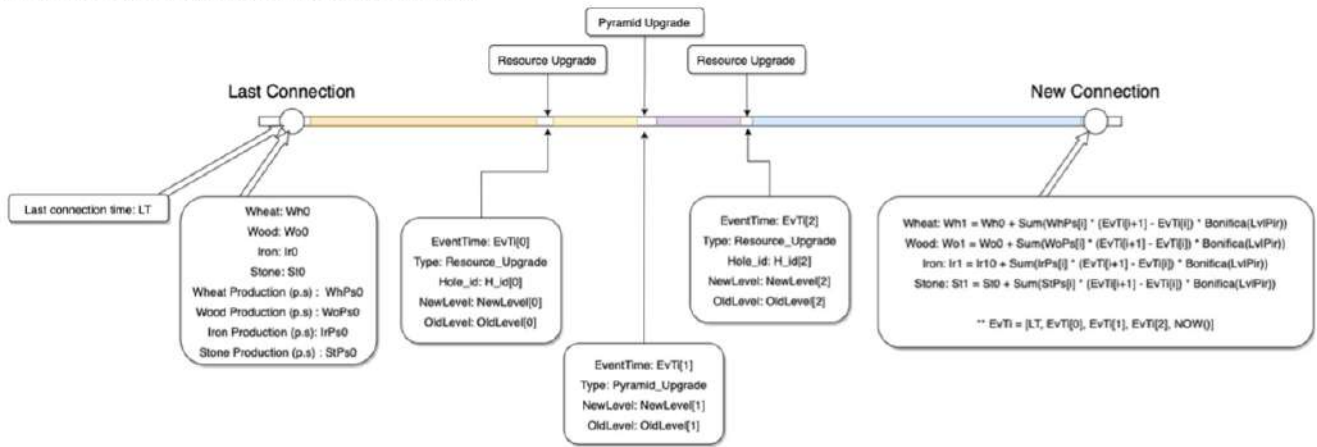 Pyramid Upgrade
Resource Upgrade
Resource Upgrade
Last Connection
New Connection
Last connection time: LT
Wheat: Wh0
Wood: Wo0
Iron: Ir0
Stone: St0
Wheat Production (p.s) : WhPs0
Wood Production (p.s) : WoPs0
Iron Production (p.s): IrPs0
Stone Production (p.s) : StPs0
EventTime: EvTi[0]
Type: Resource_Upgrade
Hole_id: H_id[0]
NewLevel: NewLevel[0]
OldLevel: OldLevel[0]
EventTime: EvTi[1]
Type: Pyramid_Upgrade
NewLevel: NewLevel[1]
OldLevel: OldLevel[1]
EventTime: EvTi[2]
Type: Resource_Upgrade
Hole_id: H_id[2]
NewLevel: NewLevel[2]
OldLevel: OldLevel[2]
Wheat: Wh1 = Wh0 + Sum(WhPs[i] * (EvTi[i+1] - EvTi[i]) * Bonifica(LvlPir))
Wood: Wo1 = Wo0 + Sum(WoPs[i] * (EvTi[i+1] - EvTi[i]) * Bonifica(LvlPir))
Iron: Ir1 = Ir10 + Sum(IrPs[i] * (EvTi[i+1] - EvTi[i]) * Bonifica(LvlPir))
Stone: St1 = St0 + Sum(StPs[i] * (EvTi[i+1] - EvTi[i]) * Bonifica(LvlPir))
** EvTi = [LT, EvTi[0], EvTi[1], EvTi[2], NOW()]